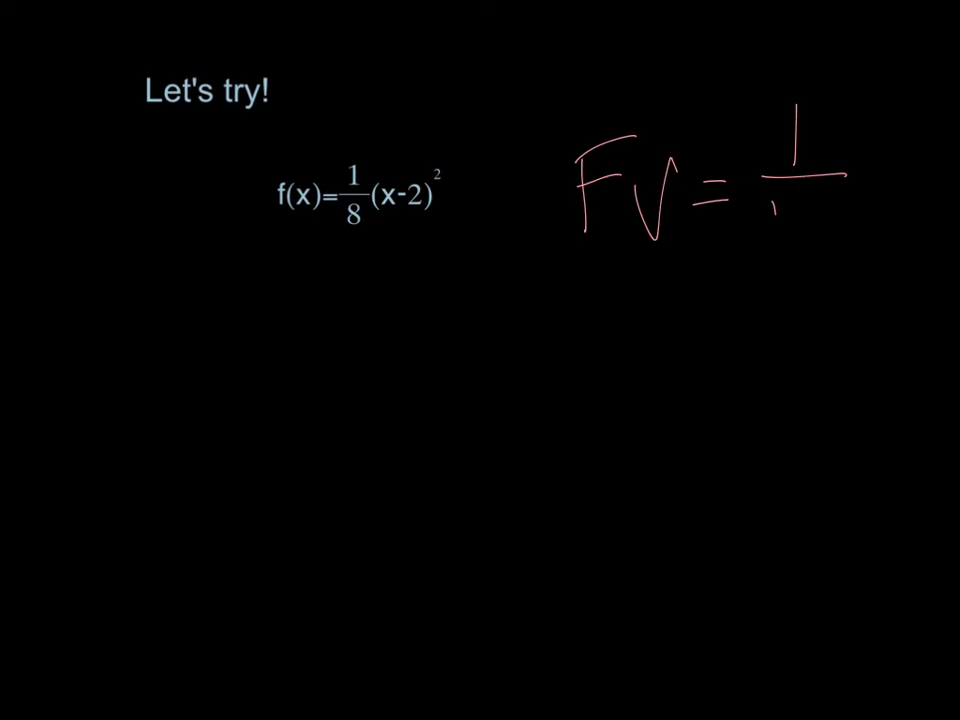 Let's try!
f(x)=1/8(x-2)²
FV = 1/